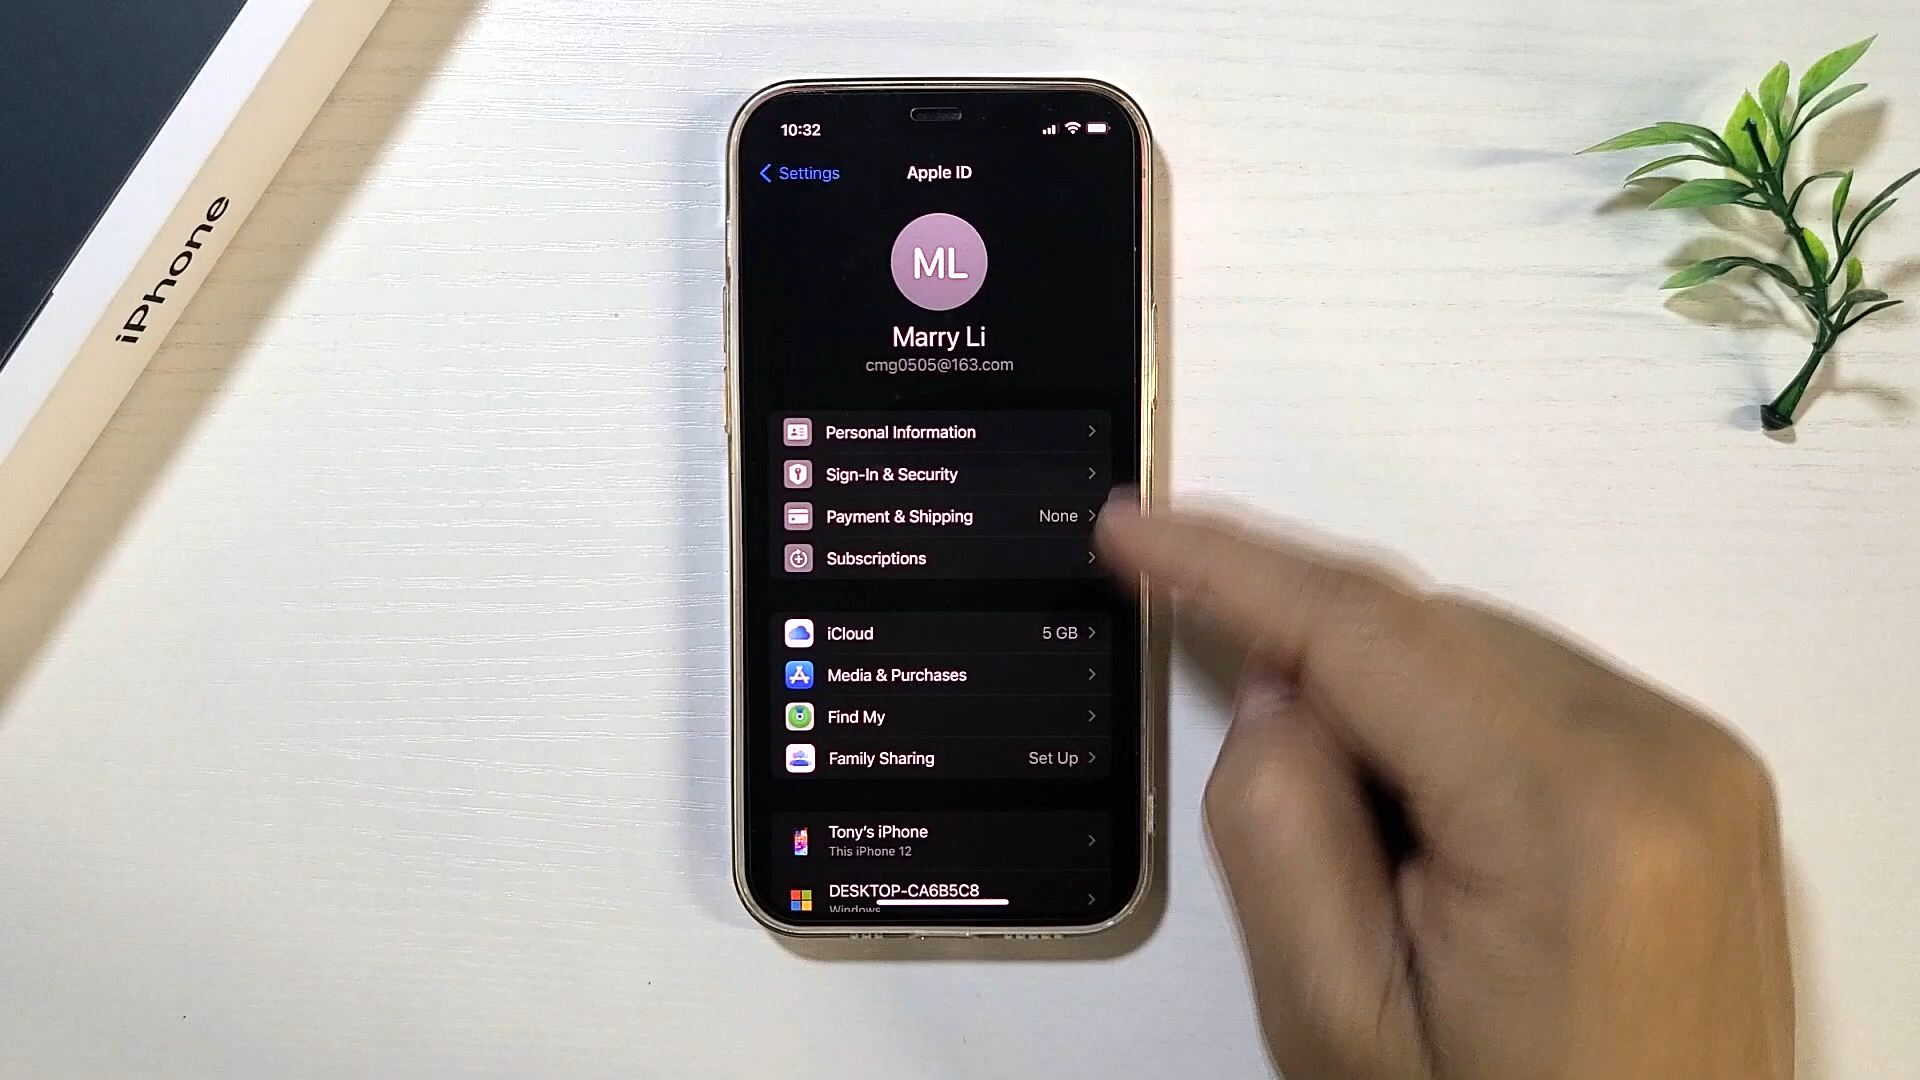 iPhone
10:32
Settings
Apple ID
ML
Marry Li
cmg0505@163.com
Personal Information
Sign-In & Security
Payment & Shipping None
Subscriptions
iCloud 5 GB
Media & Purchases
Find My
Family Sharing Set Up
Tony's iPhone
This iPhone 12
DESKTOP-CA6B5C8
Windows